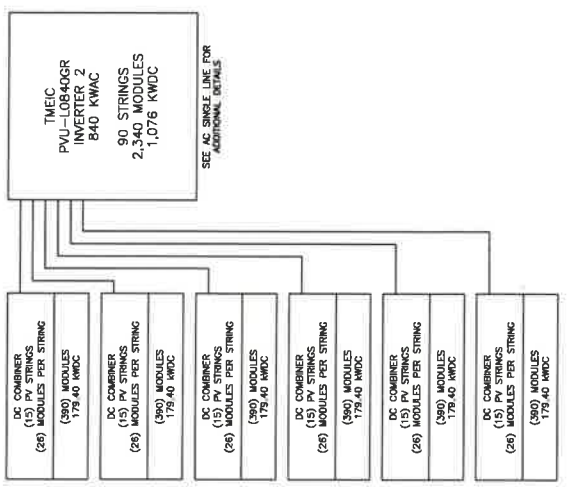 TMEIC
PVU-L0840GR
INVERTER 2
840 KWAC
90 STRINGS
2,340 MODULES
1,076 KWDC
SEE AC SINGLE LINE FOR
ADDITIONAL DETAILS
DC COMBINER
(15) PV STRINGS
(26) MODULES PER STRING
(390) MODULES
179.40 KWDC
DC COMBINER
(15) PV STRINGS
(26) MODULES PER STRING
(390) MODULES
179.40 KWDC
DC COMBINER
(15) PV STRINGS
(26) MODULES PER STRING
(390) MODULES
179.40 KWDC
DC COMBINER
(15) PV STRINGS
(26) MODULES PER STRING
(390) MODULES
179.40 KWDC
DC COMBINER
(15) PV STRINGS
(26) MODULES PER STRING
(390) MODULES
179.40 KWDC
DC COMBINER
(15) PV STRINGS
(26) MODULES PER STRING
(390) MODULES
179.40 KWDC